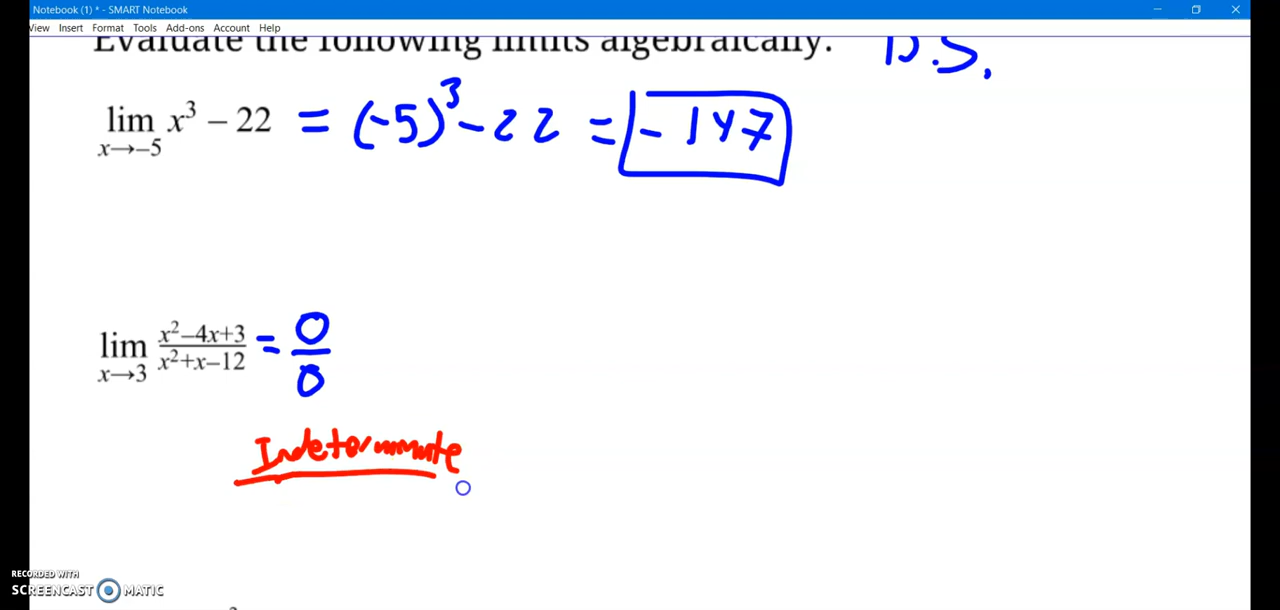 Notebook (1) * - SMART Notebook
View Insert Format Tools Add-ons Account Help
Evaluate the following limits algebraically. D.S.
lim x→-5 x³ − 22 = (-5)³ - 22 = -147
lim x→3 x²−4x+3 / x²+x−12 = 0/0
Indeterminate
RECORDED WITH
SCREENCAST MATIC